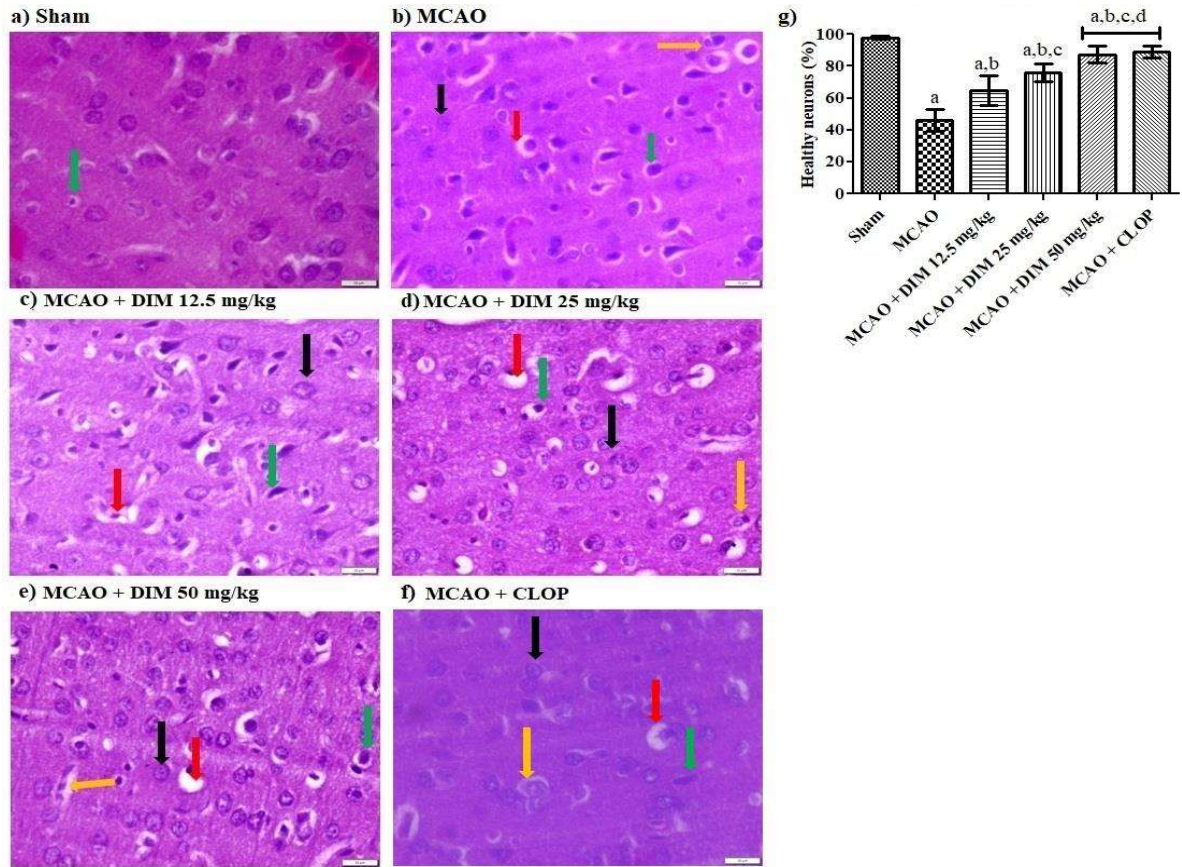 a) Sham
b) MCAO
c) MCAO + DIM 12.5 mg/kg
d) MCAO + DIM 25 mg/kg
e) MCAO + DIM 50 mg/kg
f) MCAO + CLOP
g)
Healthy neurons (%)
100
80
60
40
20
0
a
a,b
a,b,c
a,b,c,d
Sham
MCAO
MCAO + DIM 12.5 mg/kg
MCAO + DIM 25 mg/kg
MCAO + DIM 50 mg/kg
MCAO + CLOP